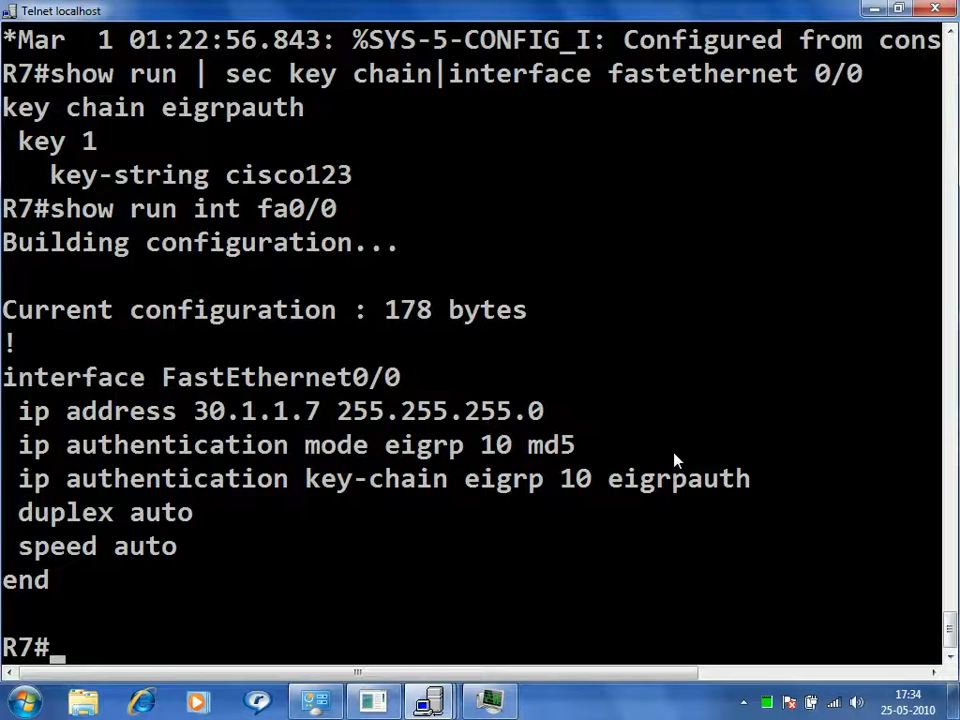 Telnet localhost
*Mar  1 01:22:56.843: %SYS-5-CONFIG_I: Configured from cons
R7#show run | sec key chain|interface fastethernet 0/0
key chain eigrpauth
 key 1
   key-string cisco123
R7#show run int fa0/0
Building configuration...
Current configuration : 178 bytes
!
interface FastEthernet0/0
 ip address 30.1.1.7 255.255.255.0
 ip authentication mode eigrp 10 md5
 ip authentication key-chain eigrp 10 eigrpauth
 duplex auto
 speed auto
end
R7#_
17:34
25-05-2010